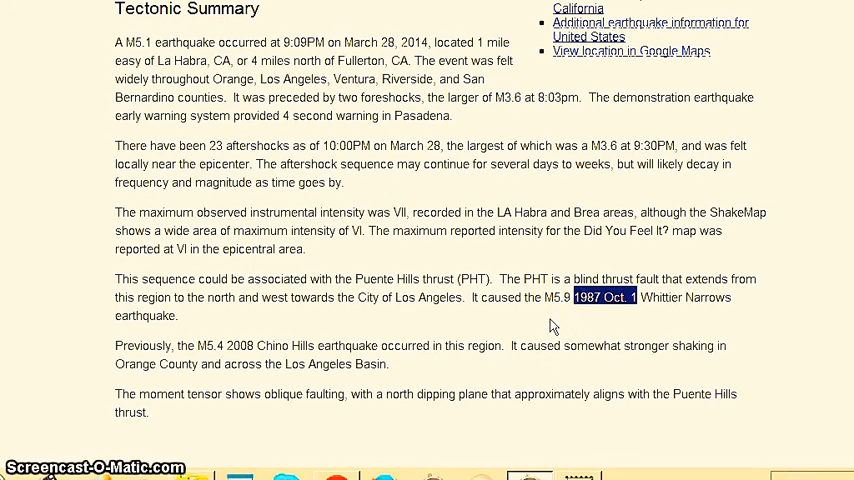 California
Tectonic Summary
Additional earthquake information for
United States
View location in Google Maps
A M5.1 earthquake occurred at 9:09PM on March 28, 2014, located 1 mile
easy of La Habra, CA, or 4 miles north of Fullerton, CA. The event was felt
widely throughout Orange, Los Angeles, Ventura, Riverside, and San
Bernardino counties. It was preceded by two foreshocks, the larger of M3.6 at 8:03pm. The demonstration earthquake
early warning system provided 4 second warning in Pasadena.
There have been 23 aftershocks as of 10:00PM on March 28, the largest of which was a M3.6 at 9:30PM, and was felt
locally near the epicenter. The aftershock sequence may continue for several days to weeks, but will likely decay in
frequency and magnitude as time goes by.
The maximum observed instrumental intensity was VII, recorded in the LA Habra and Brea areas, although the ShakeMap
shows a wide area of maximum intensity of VI. The maximum reported intensity for the Did You Feel It? map was
reported at VI in the epicentral area.
This sequence could be associated with the Puente Hills thrust (PHT). The PHT is a blind thrust fault that extends from
this region to the north and west towards the City of Los Angeles. It caused the M5.9 1987 Oct. 1 Whittier Narrows
earthquake.
Previously, the M5.4 2008 Chino Hills earthquake occurred in this region. It caused somewhat stronger shaking in
Orange County and across the Los Angeles Basin.
The moment tensor shows oblique faulting, with a north dipping plane that approximately aligns with the Puente Hills
thrust.
Screencast-O-Matic.com